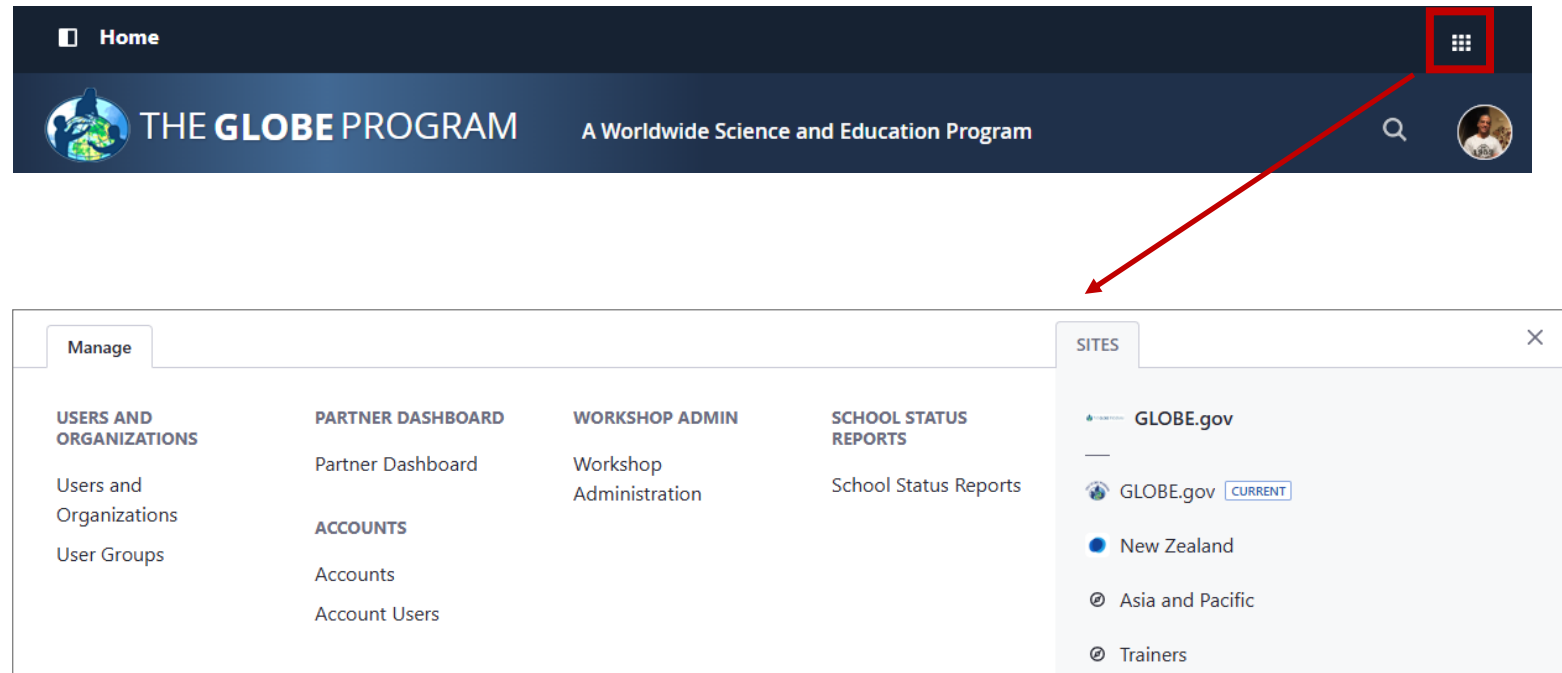 Home
THE GLOBE PROGRAM
A Worldwide Science and Education Program
Manage
USERS AND
ORGANIZATIONS
Users and
Organizations
User Groups
PARTNER DASHBOARD
Partner Dashboard
ACCOUNTS
Accounts
Account Users
WORKSHOP ADMIN
Workshop
Administration
SCHOOL STATUS
REPORTS
School Status Reports
SITES
GLOBE.gov
GLOBE.gov CURRENT
New Zealand
Asia and Pacific
Trainers